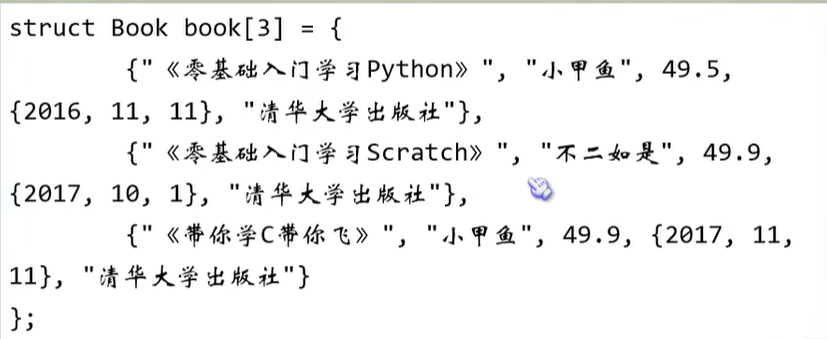 struct Book book[3] = {
{"《零基础入门学习Python》", "小甲鱼", 49.5,
{2016, 11, 11}, "清华大学出版社"},
{"《零基础入门学习Scratch》", "不二如是", 49.9,
{2017, 10, 1}, "清华大学出版社"},
{"《带你学C带你飞》", "小甲鱼", 49.9, {2017, 11,
11}, "清华大学出版社"}
};